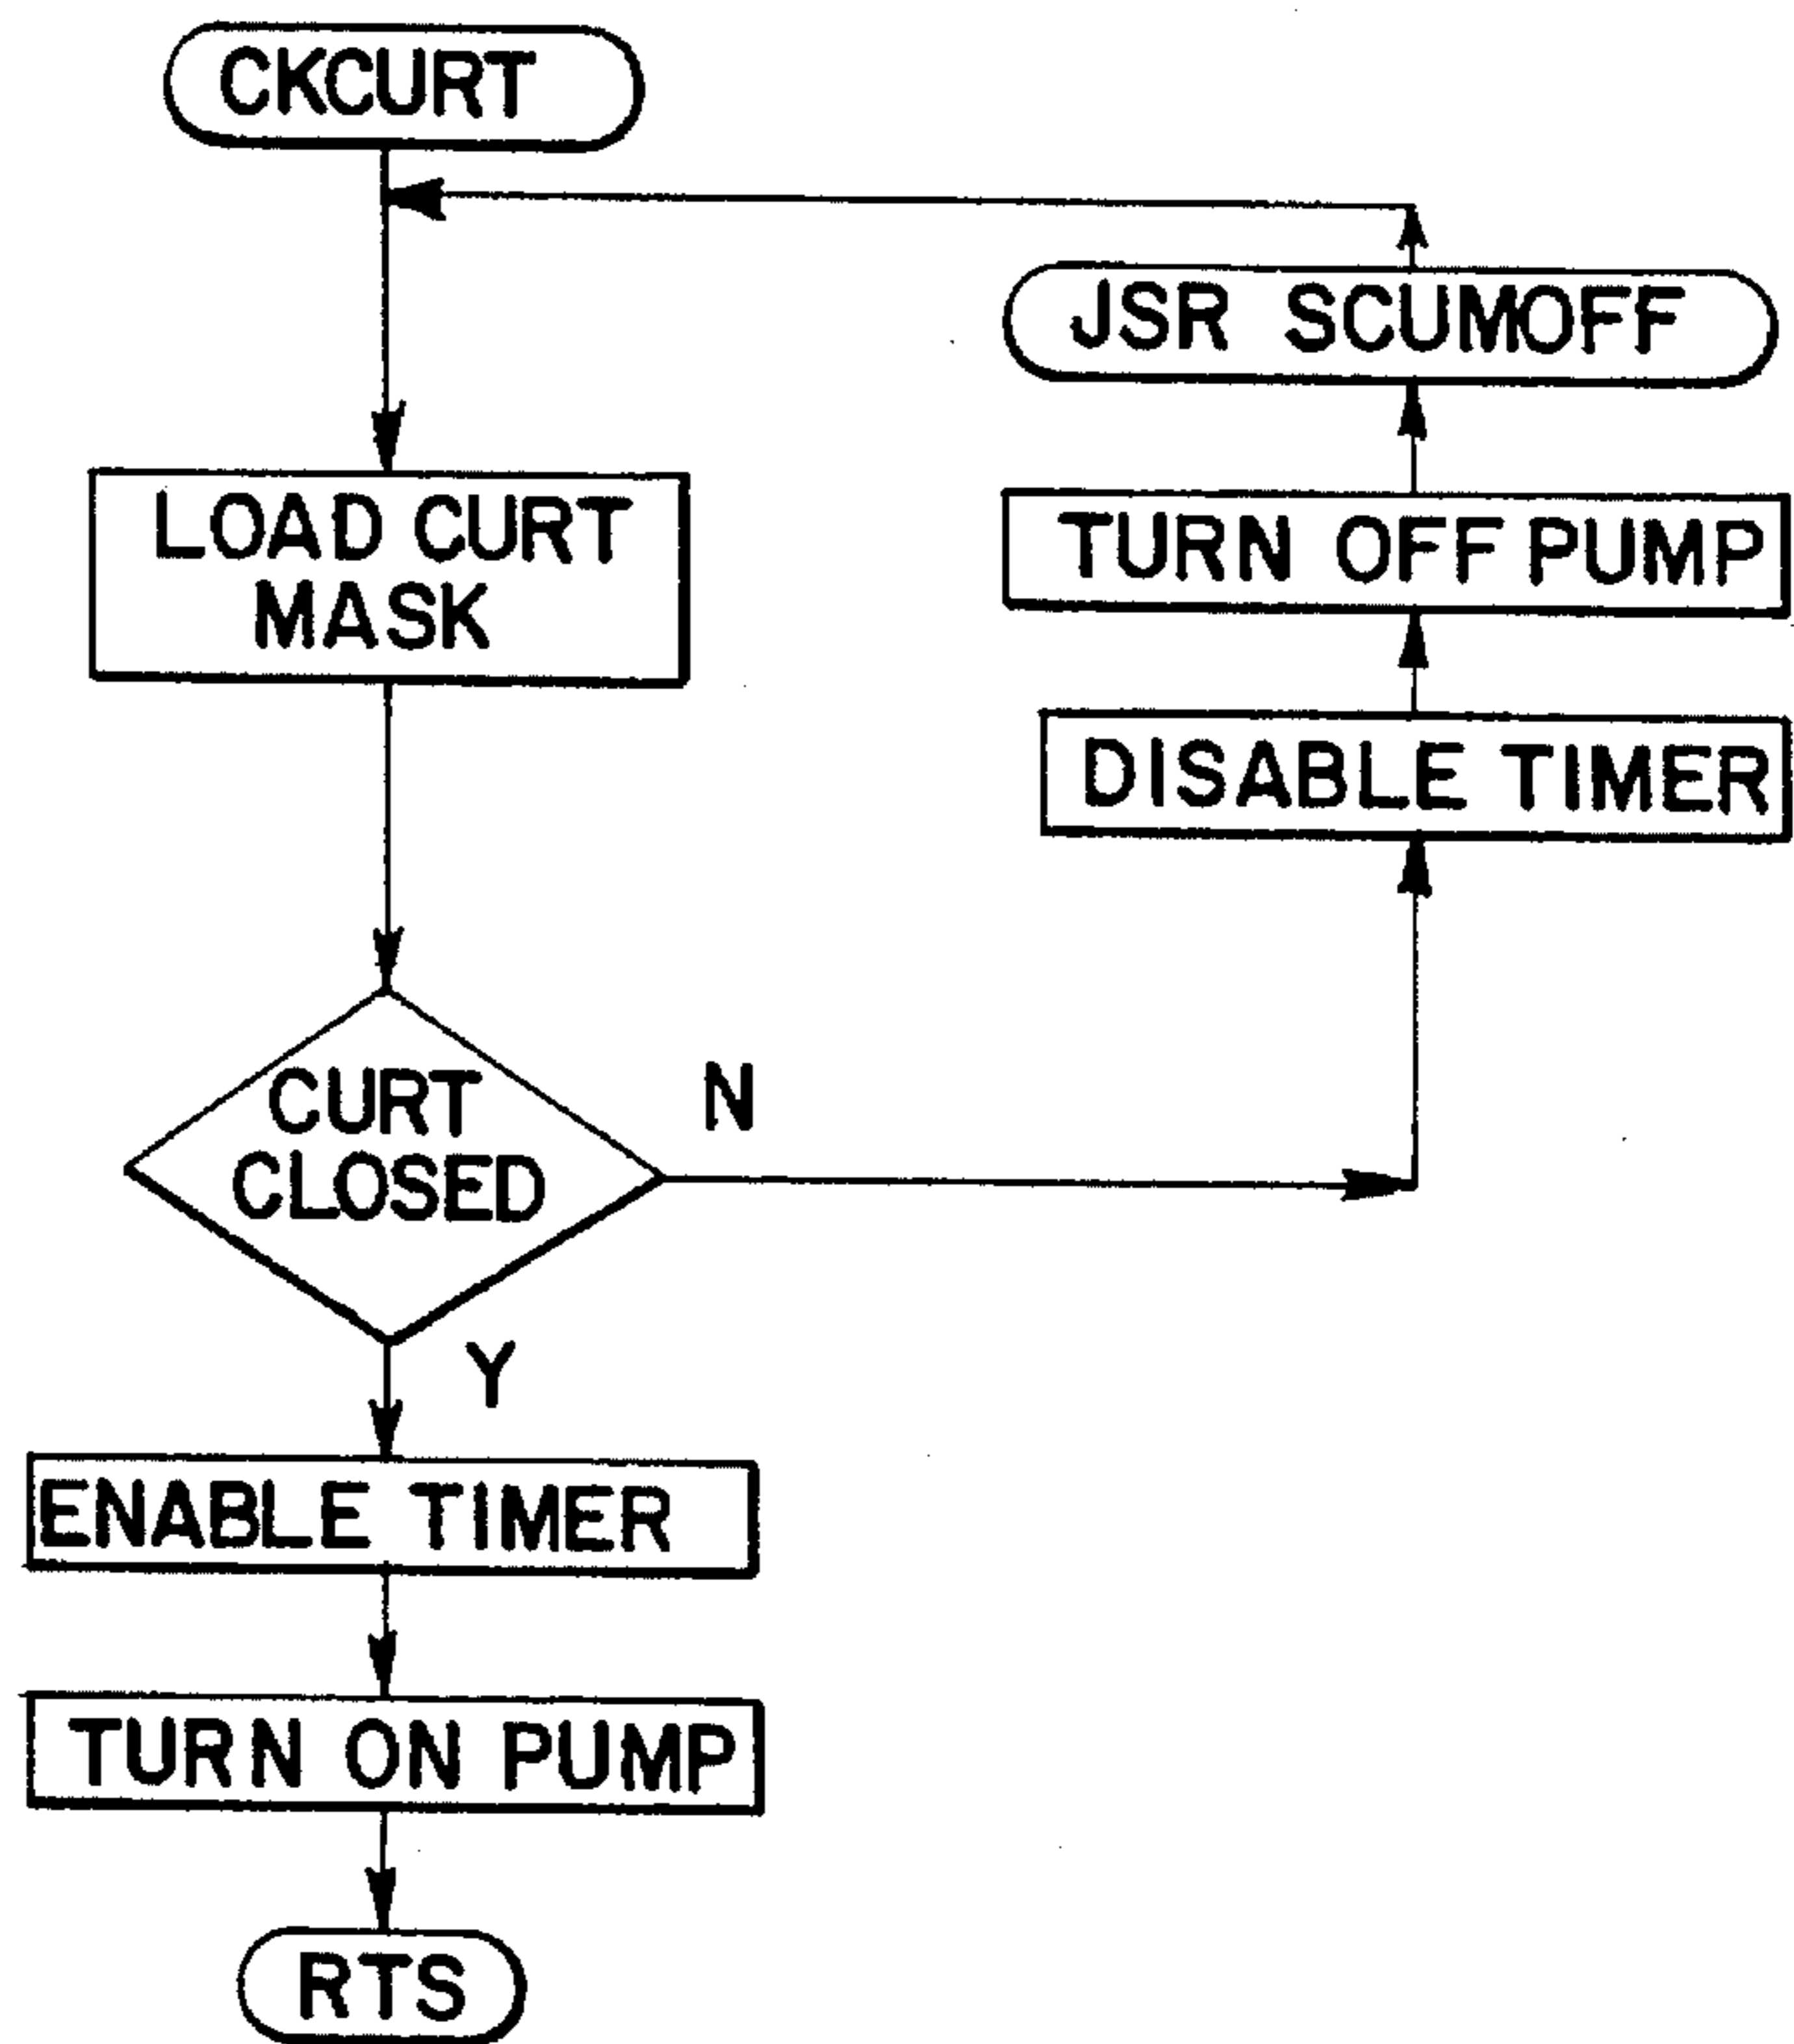 CKCURT
LOAD CURT
MASK
CURT
CLOSED
N
Y
ENABLE TIMER
TURN ON PUMP
RTS
DISABLE TIMER
TURN OFF PUMP
JSR SCUMOFF